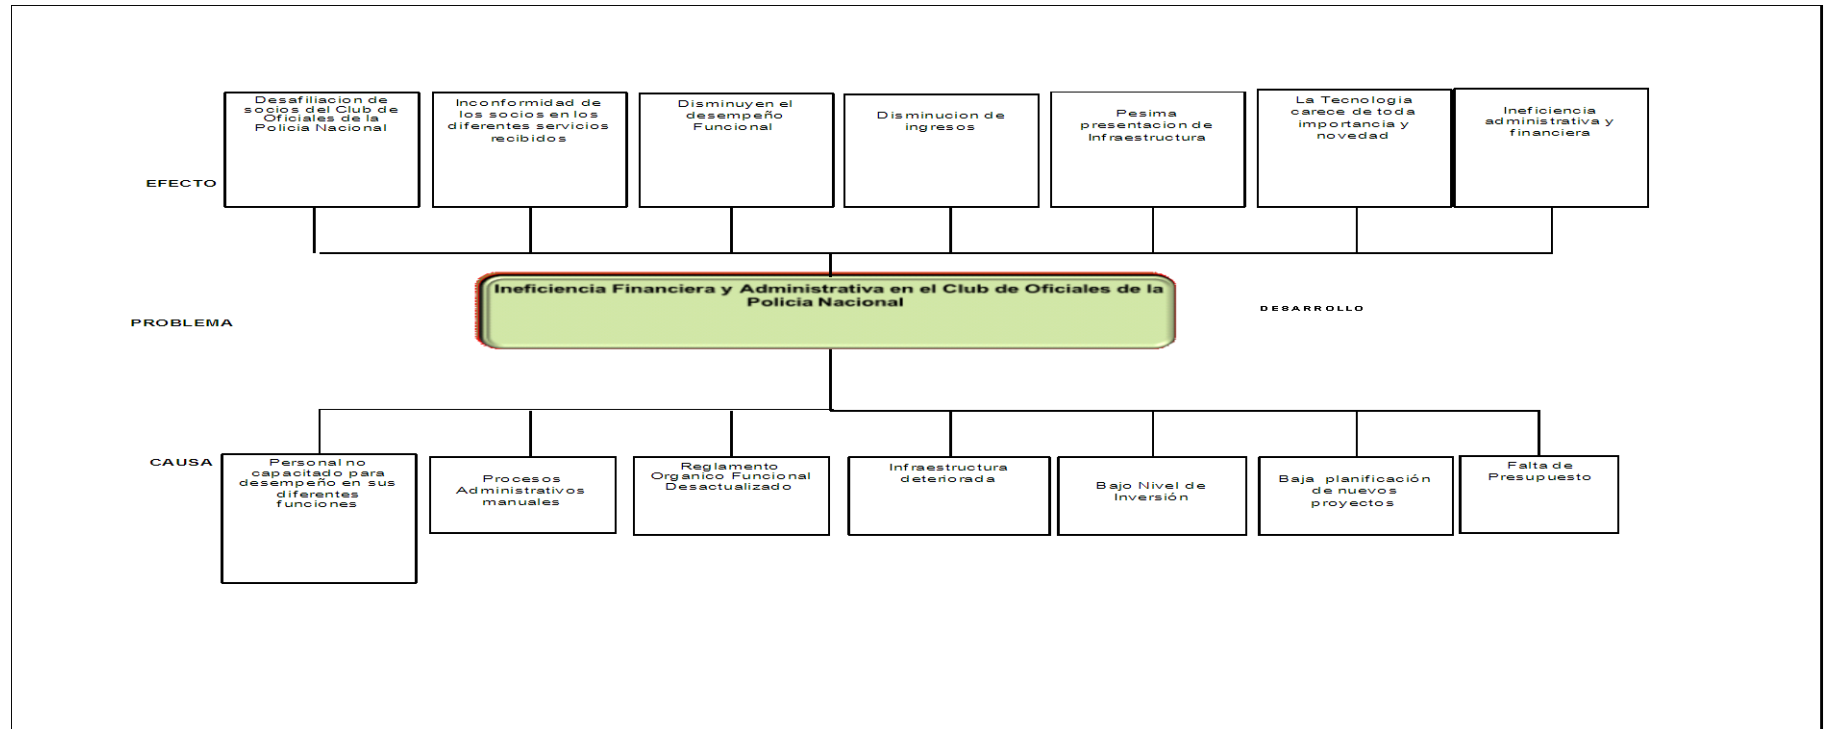 Desafiliacion de
socios del Club de
Oficiales de la
Policia Nacional
Inconformidad de
los socios en los
diferentes servicios
recibidos
Disminuyen el
desempeño
Funcional
Disminucion de
ingresos
Pesima
presentacion de
Infraestructura
La Tecnologia
carece de toda
importancia y
novedad
Ineficiencia
administrativa y
financiera
EFECTO
Ineficiencia Financiera y Administrativa en el Club de Oficiales de la
Policia Nacional
DESARROLLO
PROBLEMA
CAUSA
Personal no
capacitado para
desempeño en sus
diferentes
funciones
Procesos
Administrativos
manuales
Reglamento
Organico Funcional
Desactualizado
Infraestructura
deteriorada
Bajo Nivel de
Inversión
Baja planificación
de nuevos
proyectos
Falta de
Presupuesto